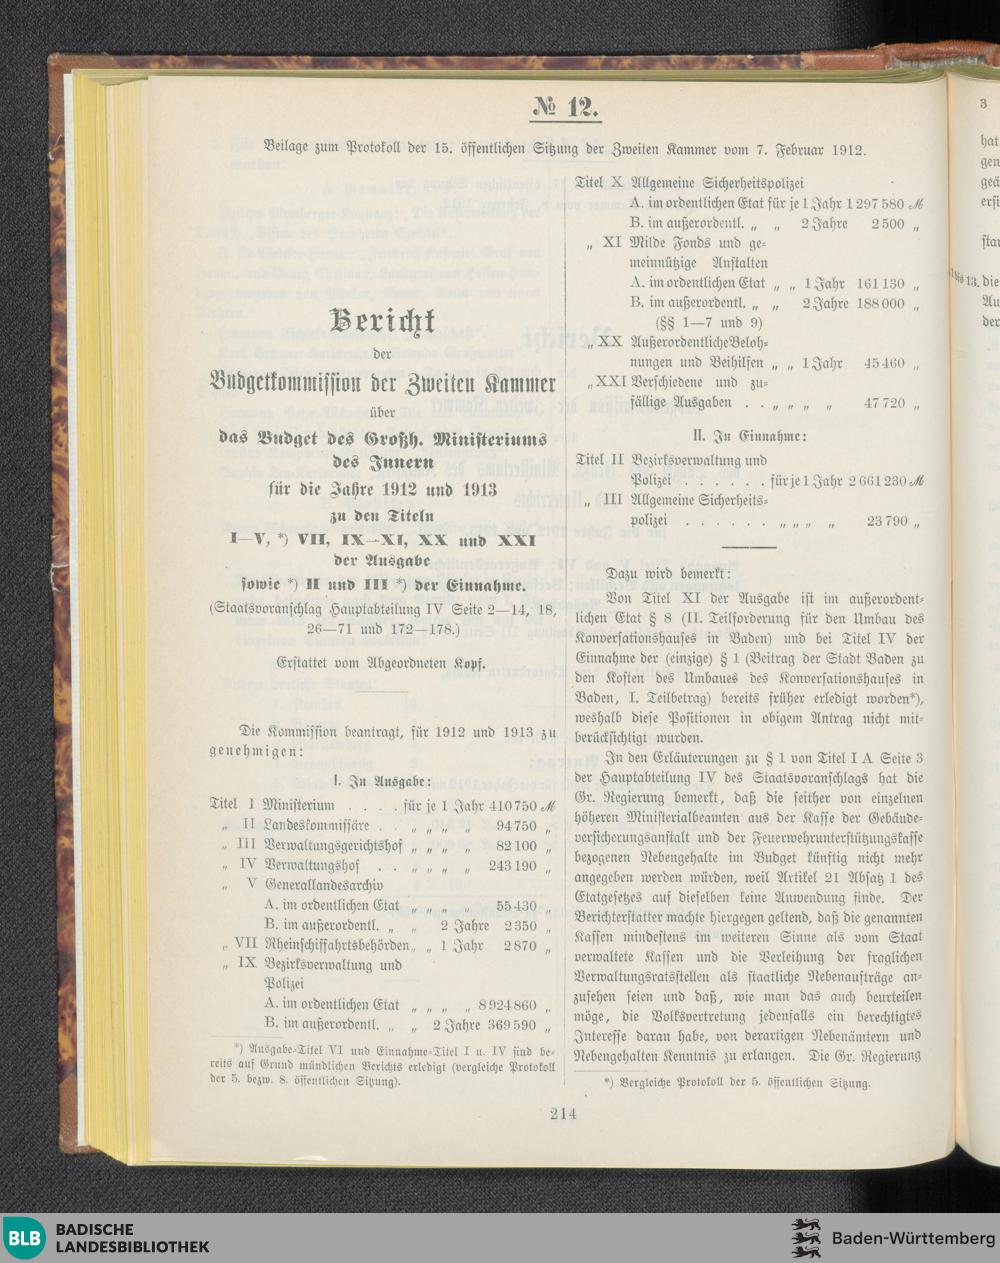 № 12.
Beilage zum Protokoll der 15. öffentlichen Sitzung der Zweiten Kammer vom 7. Februar 1912.
Bericht
der
Budgetkommission der Zweiten Kammer
über
das Budget des Großh. Ministeriums
des Innern
für die Jahre 1912 und 1913
zu den Titeln
I—V, *) VII, IX—XI, XX und XXI
der Ausgabe
sowie *) II und III *) der Einnahme.
(Staatsvoranschlag Hauptabteilung IV Seite 2—14, 18,
26—71 und 172—178.)
Erstattet vom Abgeordneten Kopf.
Die Kommission beantragt, für 1912 und 1913 zu
genehmigen:
I. In Ausgabe:
Titel I Ministerium . . . . für je 1 Jahr 410 750 ℳ
„ II Landeskommissäre . . „ „ „ „ 94 750 „
„ III Verwaltungsgerichtshof „ „ „ „ 82 100 „
„ IV Verwaltungshof . . „ „ „ „ 243 190 „
„ V Generallandesarchiv
A. im ordentlichen Etat „ „ „ „ 55 430 „
B. im außerordentl. „ „ 2 Jahre 2 350 „
„ VII Rheinschiffahrtsbehörden „ „ 1 Jahr 2 870 „
„ IX Bezirksverwaltung und
Polizei
A. im ordentlichen Etat „ „ „ „ 8 924 860 „
B. im außerordentl. „ „ 2 Jahre 369 590 „
*) Ausgabe-Titel VI und Einnahme-Titel I u. IV sind be-
reits auf Grund mündlichen Berichts erledigt (vergleiche Protokoll
der 5. bezw. 8. öffentlichen Sitzung).
Titel X Allgemeine Sicherheitspolizei
A. im ordentlichen Etat für je 1 Jahr 1 297 580 ℳ
B. im außerordentl. „ „ 2 Jahre 2 500 „
„ XI Milde Fonds und ge-
meinnützige Anstalten
A. im ordentlichen Etat „ „ 1 Jahr 161 130 „
B. im außerordentl. „ „ 2 Jahre 188 000 „
(§§ 1—7 und 9)
„ XX Außerordentliche Beloh-
nungen und Beihilfen „ „ 1 Jahr 45 460 „
„ XXI Verschiedene und zu-
fällige Ausgaben . . „ „ „ „ 47 720 „
II. In Einnahme:
Titel II Bezirksverwaltung und
Polizei . . . . . . für je 1 Jahr 2 661 230 ℳ
„ III Allgemeine Sicherheits-
polizei . . . . . . „ „ „ „ 23 790 „
Dazu wird bemerkt:
Von Titel XI der Ausgabe ist im außerordent-
lichen Etat § 8 (II. Teilforderung für den Umbau des
Konversationshauses in Baden) und bei Titel IV der
Einnahme der (einzige) § 1 (Beitrag der Stadt Baden zu
den Kosten des Umbaues des Konversationshauses in
Baden, I. Teilbetrag) bereits früher erledigt worden*),
weshalb diese Positionen in obigem Antrag nicht mit-
berücksichtigt wurden.
In den Erläuterungen zu § 1 von Titel I A Seite 3
der Hauptabteilung IV des Staatsvoranschlags hat die
Gr. Regierung bemerkt, daß die seither von einzelnen
höheren Ministerialbeamten aus der Kasse der Gebäude-
versicherungsanstalt und der Feuerwehrunterstützungskasse
bezogenen Nebengehalte im Budget künftig nicht mehr
angegeben werden würden, weil Artikel 21 Absatz 1 des
Etatgesetzes auf dieselben keine Anwendung finde. Der
Berichterstatter machte hiergegen geltend, daß die genannten
Kassen mindestens im weiteren Sinne als vom Staat
verwaltete Kassen und die Verleihung der fraglichen
Verwaltungsratsstellen als staatliche Nebenaufträge an-
zusehen seien und daß, wie man das auch beurteilen
möge, die Volksvertretung jedenfalls ein berechtigtes
Interesse daran habe, von derartigen Nebenämtern und
Nebengehalten Kenntnis zu erlangen. Die Gr. Regierung
*) Vergleiche Protokoll der 5. öffentlichen Sitzung.
214
3
hat
gen
geä
13. die
der
BLB BADISCHE
LANDESBIBLIOTHEK
Baden-Württemberg